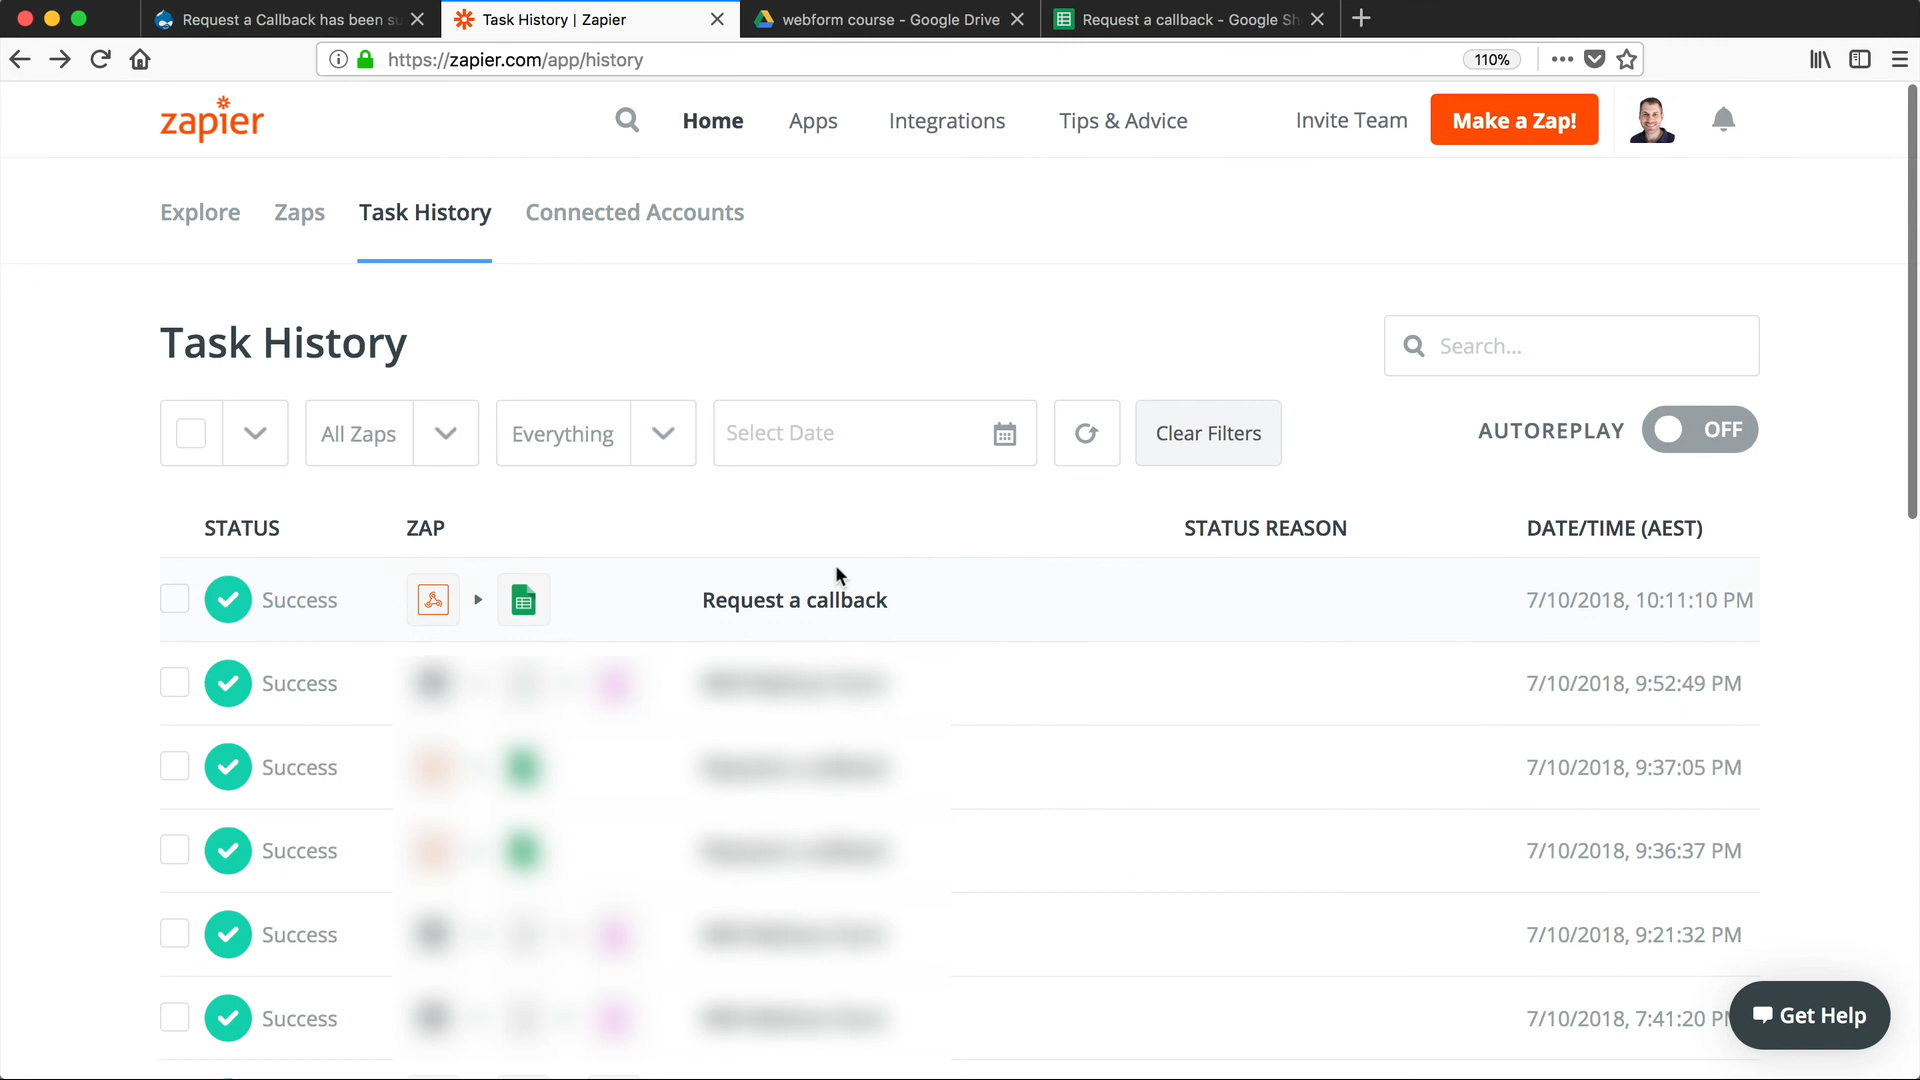 Request a Callback has been su
Task History | Zapier
webform course - Google Drive
Request a callback - Google Sh
https://zapier.com/app/history
110%
zapier
Home
Apps
Integrations
Tips & Advice
Invite Team
Make a Zap!
Explore
Zaps
Task History
Connected Accounts
Task History
Search...
All Zaps
Everything
Select Date
Clear Filters
AUTOREPLAY
OFF
STATUS
ZAP
STATUS REASON
DATE/TIME (AEST)
Success
Request a callback
7/10/2018, 10:11:10 PM
Success
7/10/2018, 9:52:49 PM
Success
7/10/2018, 9:37:05 PM
Success
7/10/2018, 9:36:37 PM
Success
7/10/2018, 9:21:32 PM
Success
7/10/2018, 7:41:20 P
Get Help